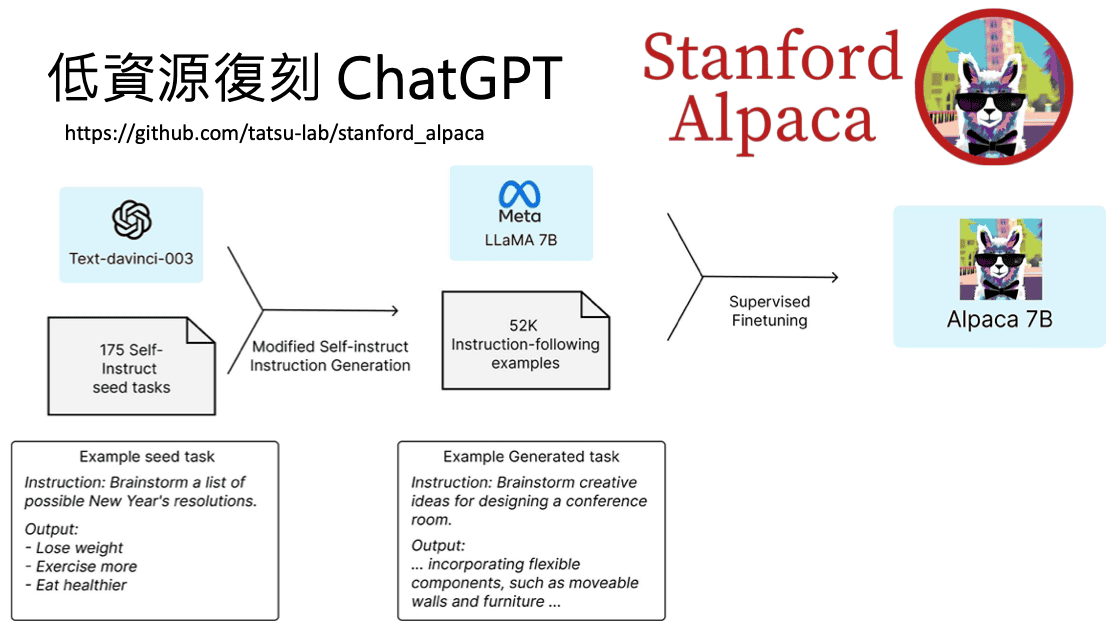 低資源復刻 ChatGPT
https://github.com/tatsu-lab/stanford_alpaca
Stanford
Alpaca
Text-davinci-003
175 Self-
Instruct
seed tasks
Modified Self-instruct
Instruction Generation
Meta
LLaMA 7B
52K
Instruction-following
examples
Supervised
Finetuning
Alpaca 7B
Example seed task
Instruction: Brainstorm a list of
possible New Year's resolutions.
Output:
- Lose weight
- Exercise more
- Eat healthier
Example Generated task
Instruction: Brainstorm creative
ideas for designing a conference
room.
Output:
... incorporating flexible
components, such as moveable
walls and furniture ...